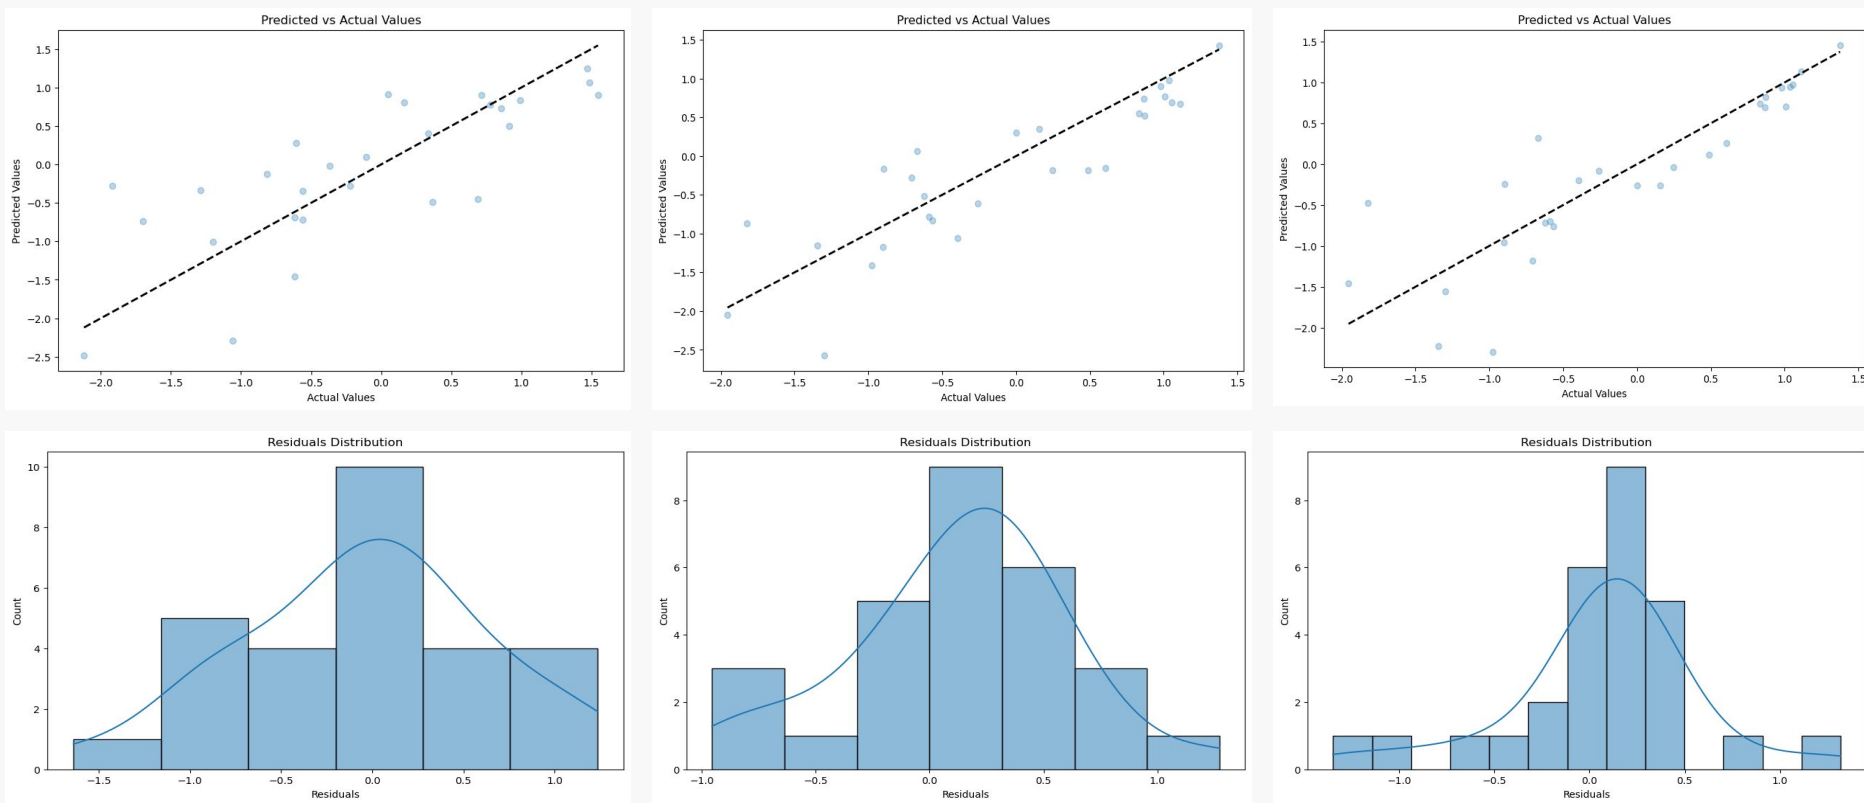 Predicted vs Actual Values
1.5
1.0
0.5
0.0
−0.5
−1.0
−1.5
−2.0
−2.5
Predicted Values
−2.0 −1.5 −1.0 −0.5 0.0 0.5 1.0 1.5
Actual Values
Predicted vs Actual Values
1.5
1.0
0.5
0.0
−0.5
−1.0
−1.5
−2.0
−2.5
Predicted Values
−2.0 −1.5 −1.0 −0.5 0.0 0.5 1.0 1.5
Actual Values
Predicted vs Actual Values
1.5
1.0
0.5
0.0
−0.5
−1.0
−1.5
−2.0
Predicted Values
−2.0 −1.5 −1.0 −0.5 0.0 0.5 1.0 1.5
Actual Values
Residuals Distribution
10
8
6
4
2
0
Count
−1.5 −1.0 −0.5 0.0 0.5 1.0
Residuals
Residuals Distribution
8
6
4
2
0
Count
−1.0 −0.5 0.0 0.5 1.0
Residuals
Residuals Distribution
8
6
4
2
0
Count
−1.0 −0.5 0.0 0.5 1.0
Residuals